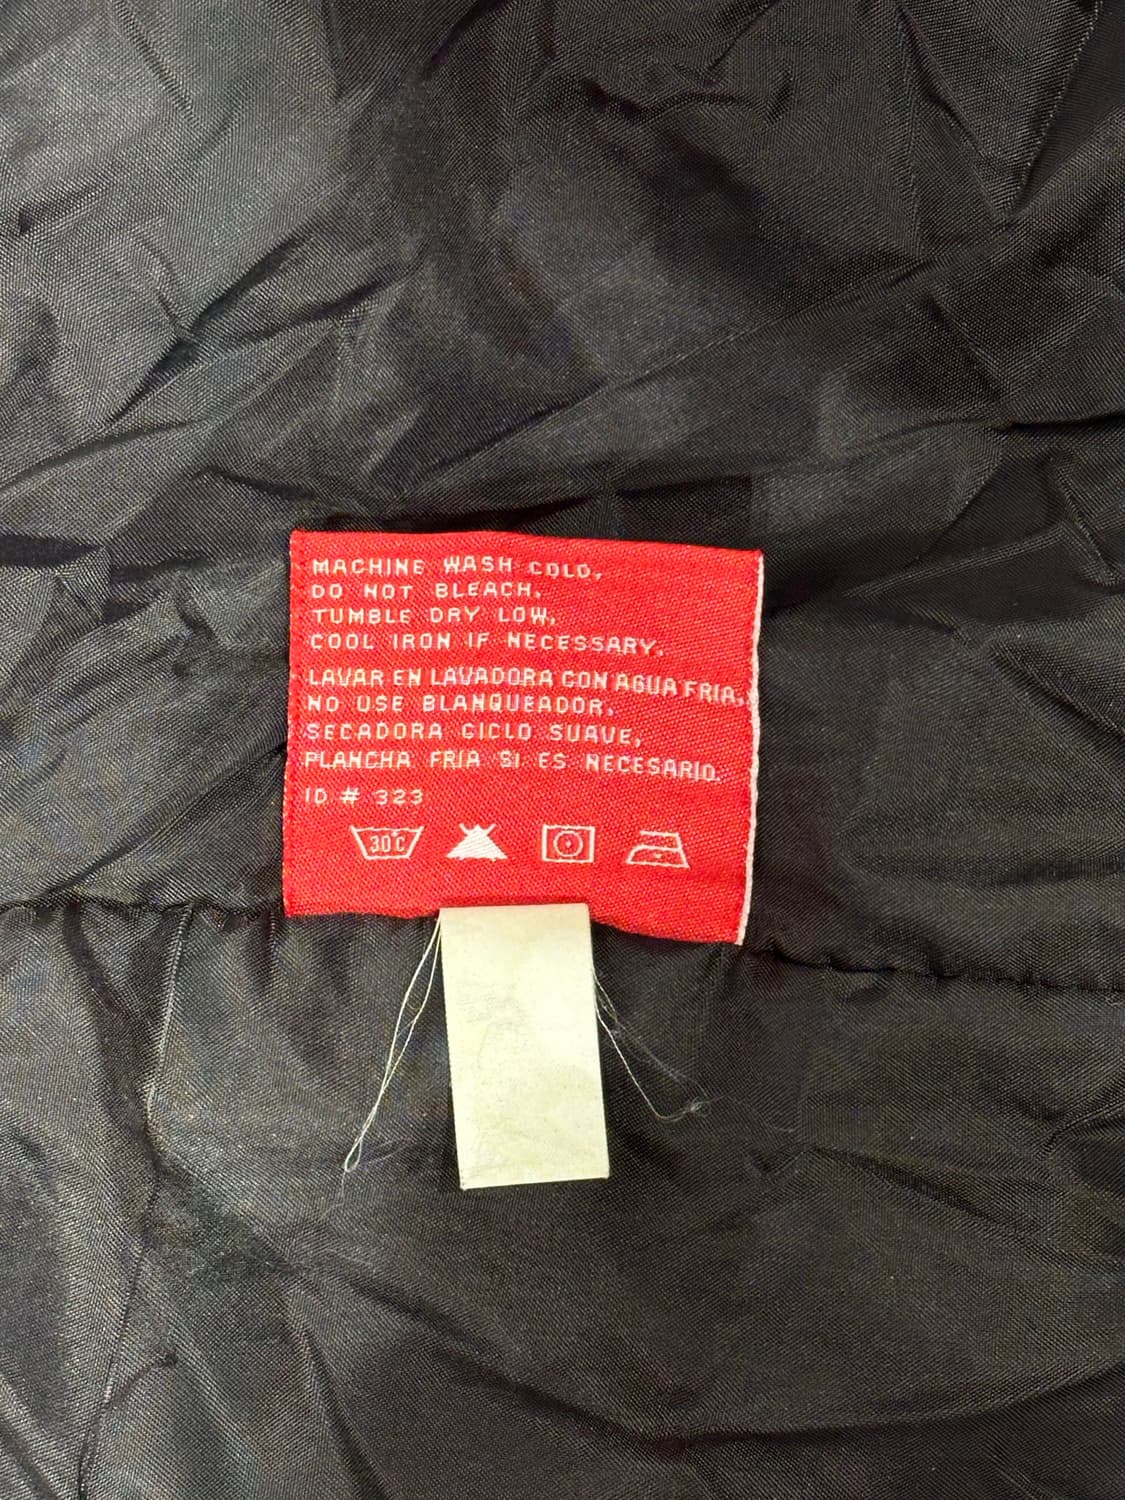 MACHINE WASH COLD,
DO NOT BLEACH,
TUMBLE DRY LOW,
COOL IRON IF NECESSARY.
LAVAR EN LAVADORA CON AGUA FRIA,
NO USE BLANQUEADOR,
SECADORA CICLO SUAVE,
PLANCHA FRIA SI ES NECESARIO.
ID # 323
30°C